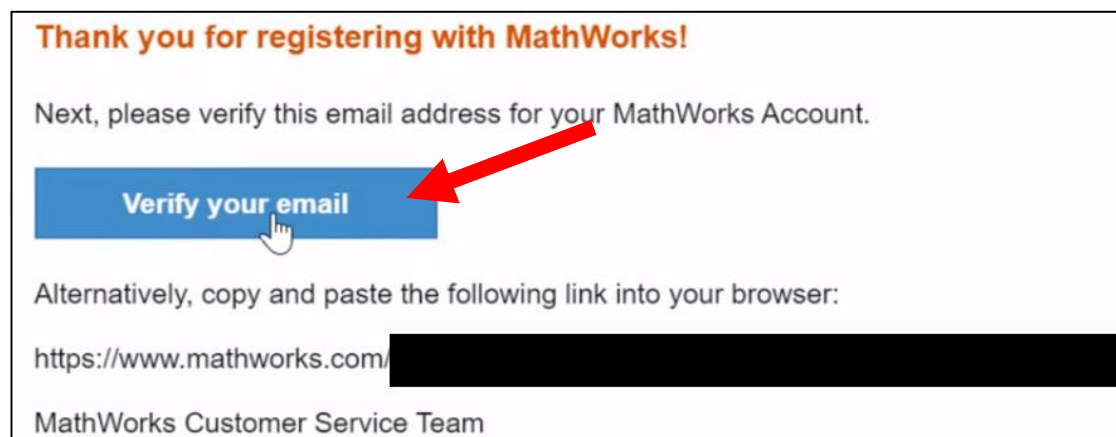 Thank you for registering with MathWorks!
Next, please verify this email address for your MathWorks Account.
Verify your email
Alternatively, copy and paste the following link into your browser:
https://www.mathworks.com/
MathWorks Customer Service Team